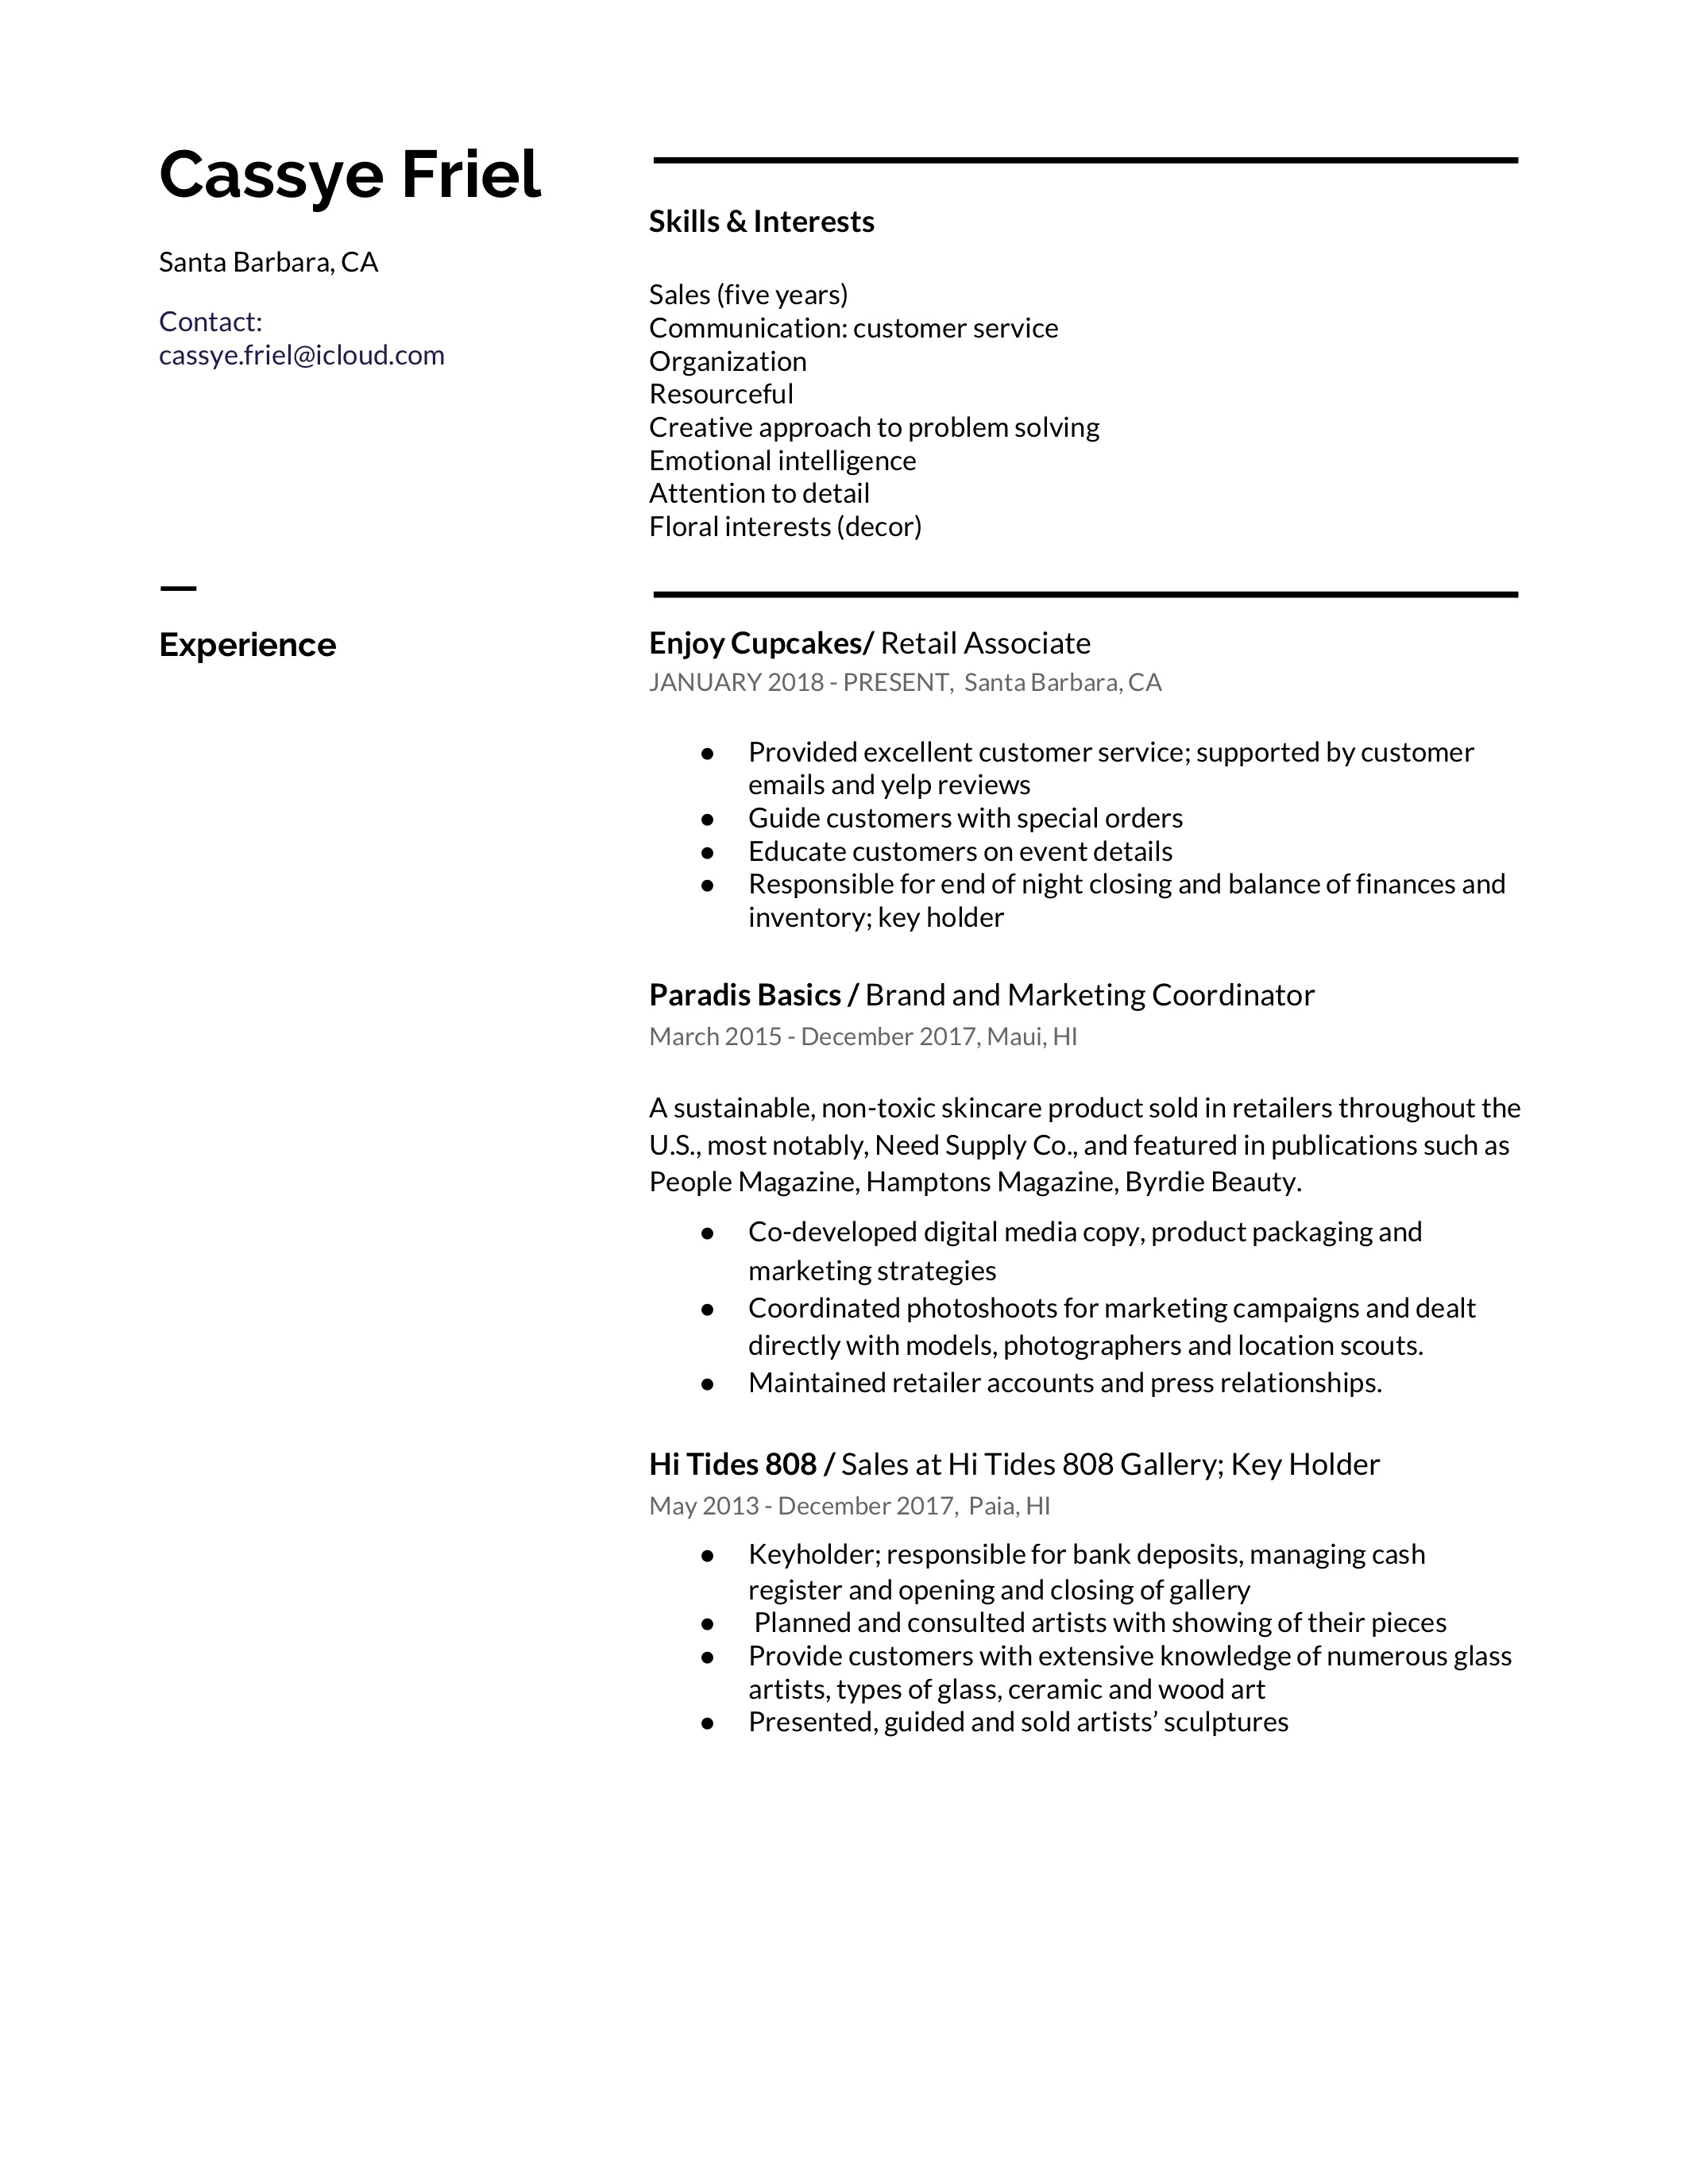 Cassye Friel
Santa Barbara, CA
Contact:
cassye.friel@icloud.com
Skills & Interests
Sales (five years)
Communication: customer service
Organization
Resourceful
Creative approach to problem solving
Emotional intelligence
Attention to detail
Floral interests (decor)
—
Experience
Enjoy Cupcakes/ Retail Associate
JANUARY 2018 - PRESENT,  Santa Barbara, CA
● Provided excellent customer service; supported by customer
emails and yelp reviews
● Guide customers with special orders
● Educate customers on event details
● Responsible for end of night closing and balance of finances and
inventory; key holder
Paradis Basics / Brand and Marketing Coordinator
March 2015 - December 2017, Maui, HI
A sustainable, non-toxic skincare product sold in retailers throughout the
U.S., most notably, Need Supply Co., and featured in publications such as
People Magazine, Hamptons Magazine, Byrdie Beauty.
● Co-developed digital media copy, product packaging and
marketing strategies
● Coordinated photoshoots for marketing campaigns and dealt
directly with models, photographers and location scouts.
● Maintained retailer accounts and press relationships.
Hi Tides 808 / Sales at Hi Tides 808 Gallery; Key Holder
May 2013 - December 2017,  Paia, HI
● Keyholder; responsible for bank deposits, managing cash
register and opening and closing of gallery
● Planned and consulted artists with showing of their pieces
● Provide customers with extensive knowledge of numerous glass
artists, types of glass, ceramic and wood art
● Presented, guided and sold artists’ sculptures